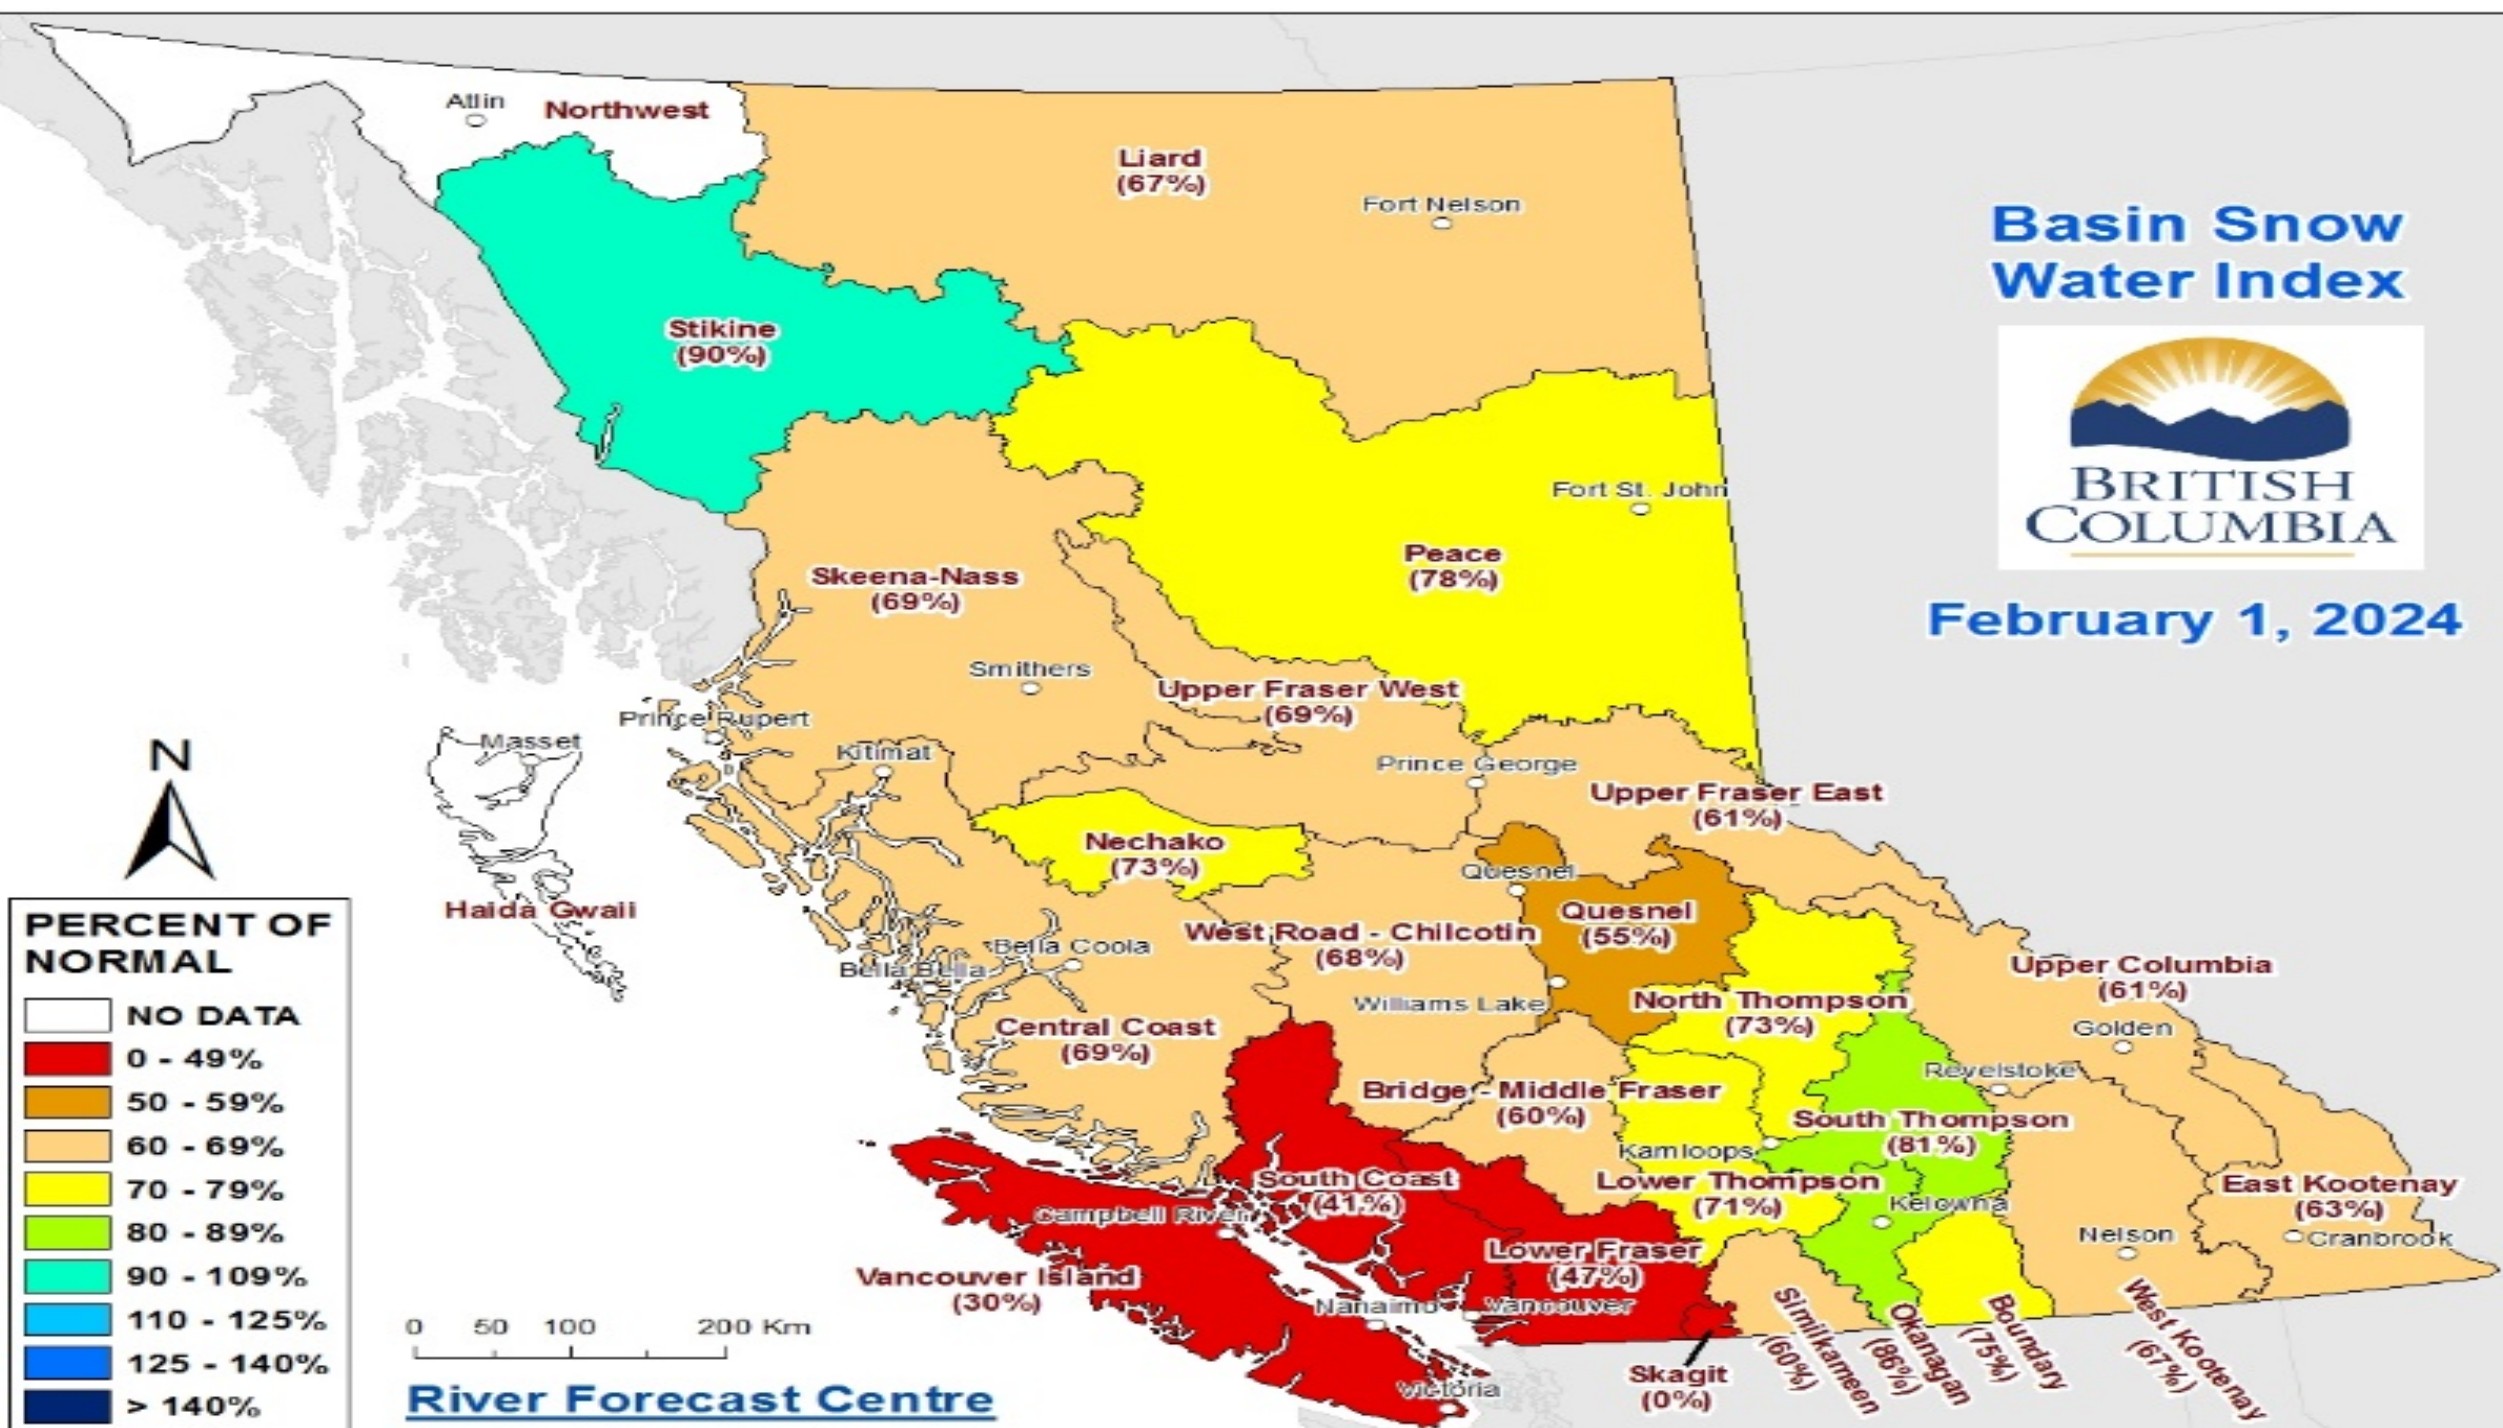 Atlin
Northwest
Liard
(67%)
Fort Nelson
Basin Snow
Water Index
BRITISH
COLUMBIA
February 1, 2024
Stikine
(90%)
Fort St. John
Peace
(78%)
Skeena-Nass
(69%)
Smithers
Upper Fraser West
(69%)
Prince Rupert
Masset
Kitimat
Prince George
Upper Fraser East
(61%)
N
Nechako
(73%)
Quesnel
Haida Gwaii
Quesnel
(55%)
West Road - Chilcotin
(68%)
Bella Coola
Bella Bella
Upper Columbia
(61%)
Williams Lake
North Thompson
(73%)
Central Coast
(69%)
Golden
Revelstoke
Bridge - Middle Fraser
(60%)
South Thompson
(81%)
Kamloops
South Coast
(41%)
Lower Thompson
(71%)
East Kootenay
(63%)
Campbell River
Kelowna
Nelson
Cranbrook
Lower Fraser
(47%)
Vancouver Island
(30%)
Nanaimo
Vancouver
Skagit
(0%)
Similkameen
(60%)
Okanagan
(86%)
Boundary
(75%)
West Kootenay
(67%)
Victoria
PERCENT OF
NORMAL
NO DATA
0 - 49%
50 - 59%
60 - 69%
70 - 79%
80 - 89%
90 - 109%
110 - 125%
125 - 140%
> 140%
0 50 100 200 Km
River Forecast Centre